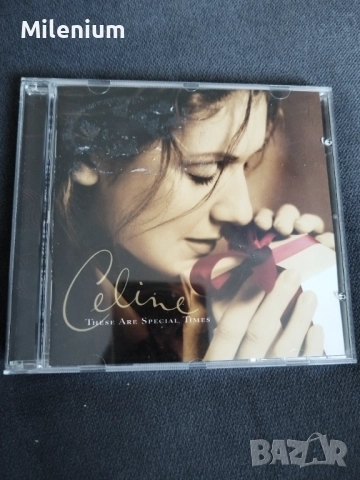 Milenium
Celine
THESE ARE SPECIAL TIMES
BAZAR